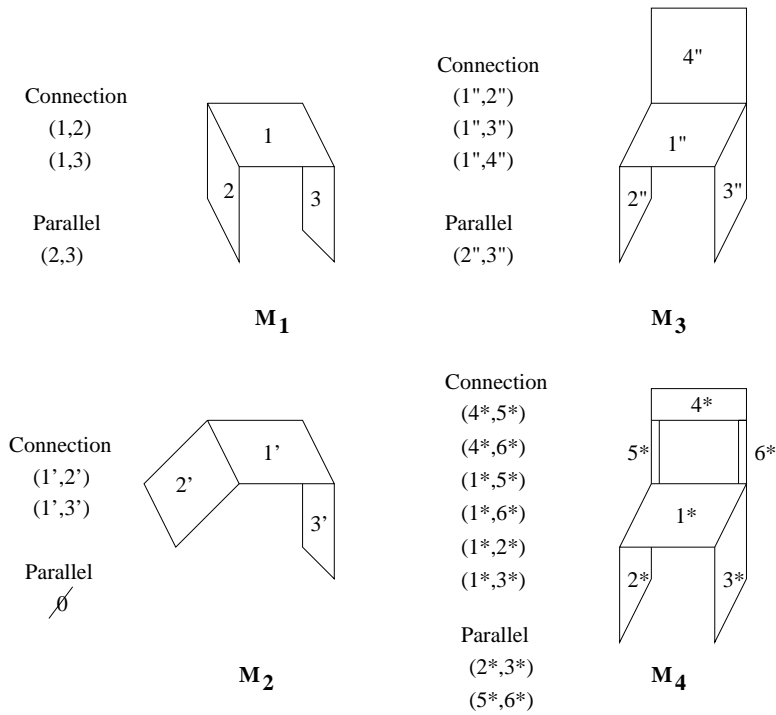 Connection
(1,2)
(1,3)
Parallel
(2,3)
1
2
3
M1
Connection
(1",2")
(1",3")
(1",4")
Parallel
(2",3")
4"
1"
2"
3"
M3
Connection
(1’,2’)
(1’,3’)
Parallel
0
1’
2’
3’
M2
Connection
(4*,5*)
(4*,6*)
(1*,5*)
(1*,6*)
(1*,2*)
(1*,3*)
Parallel
(2*,3*)
(5*,6*)
4*
5*
6*
1*
2*
3*
M4